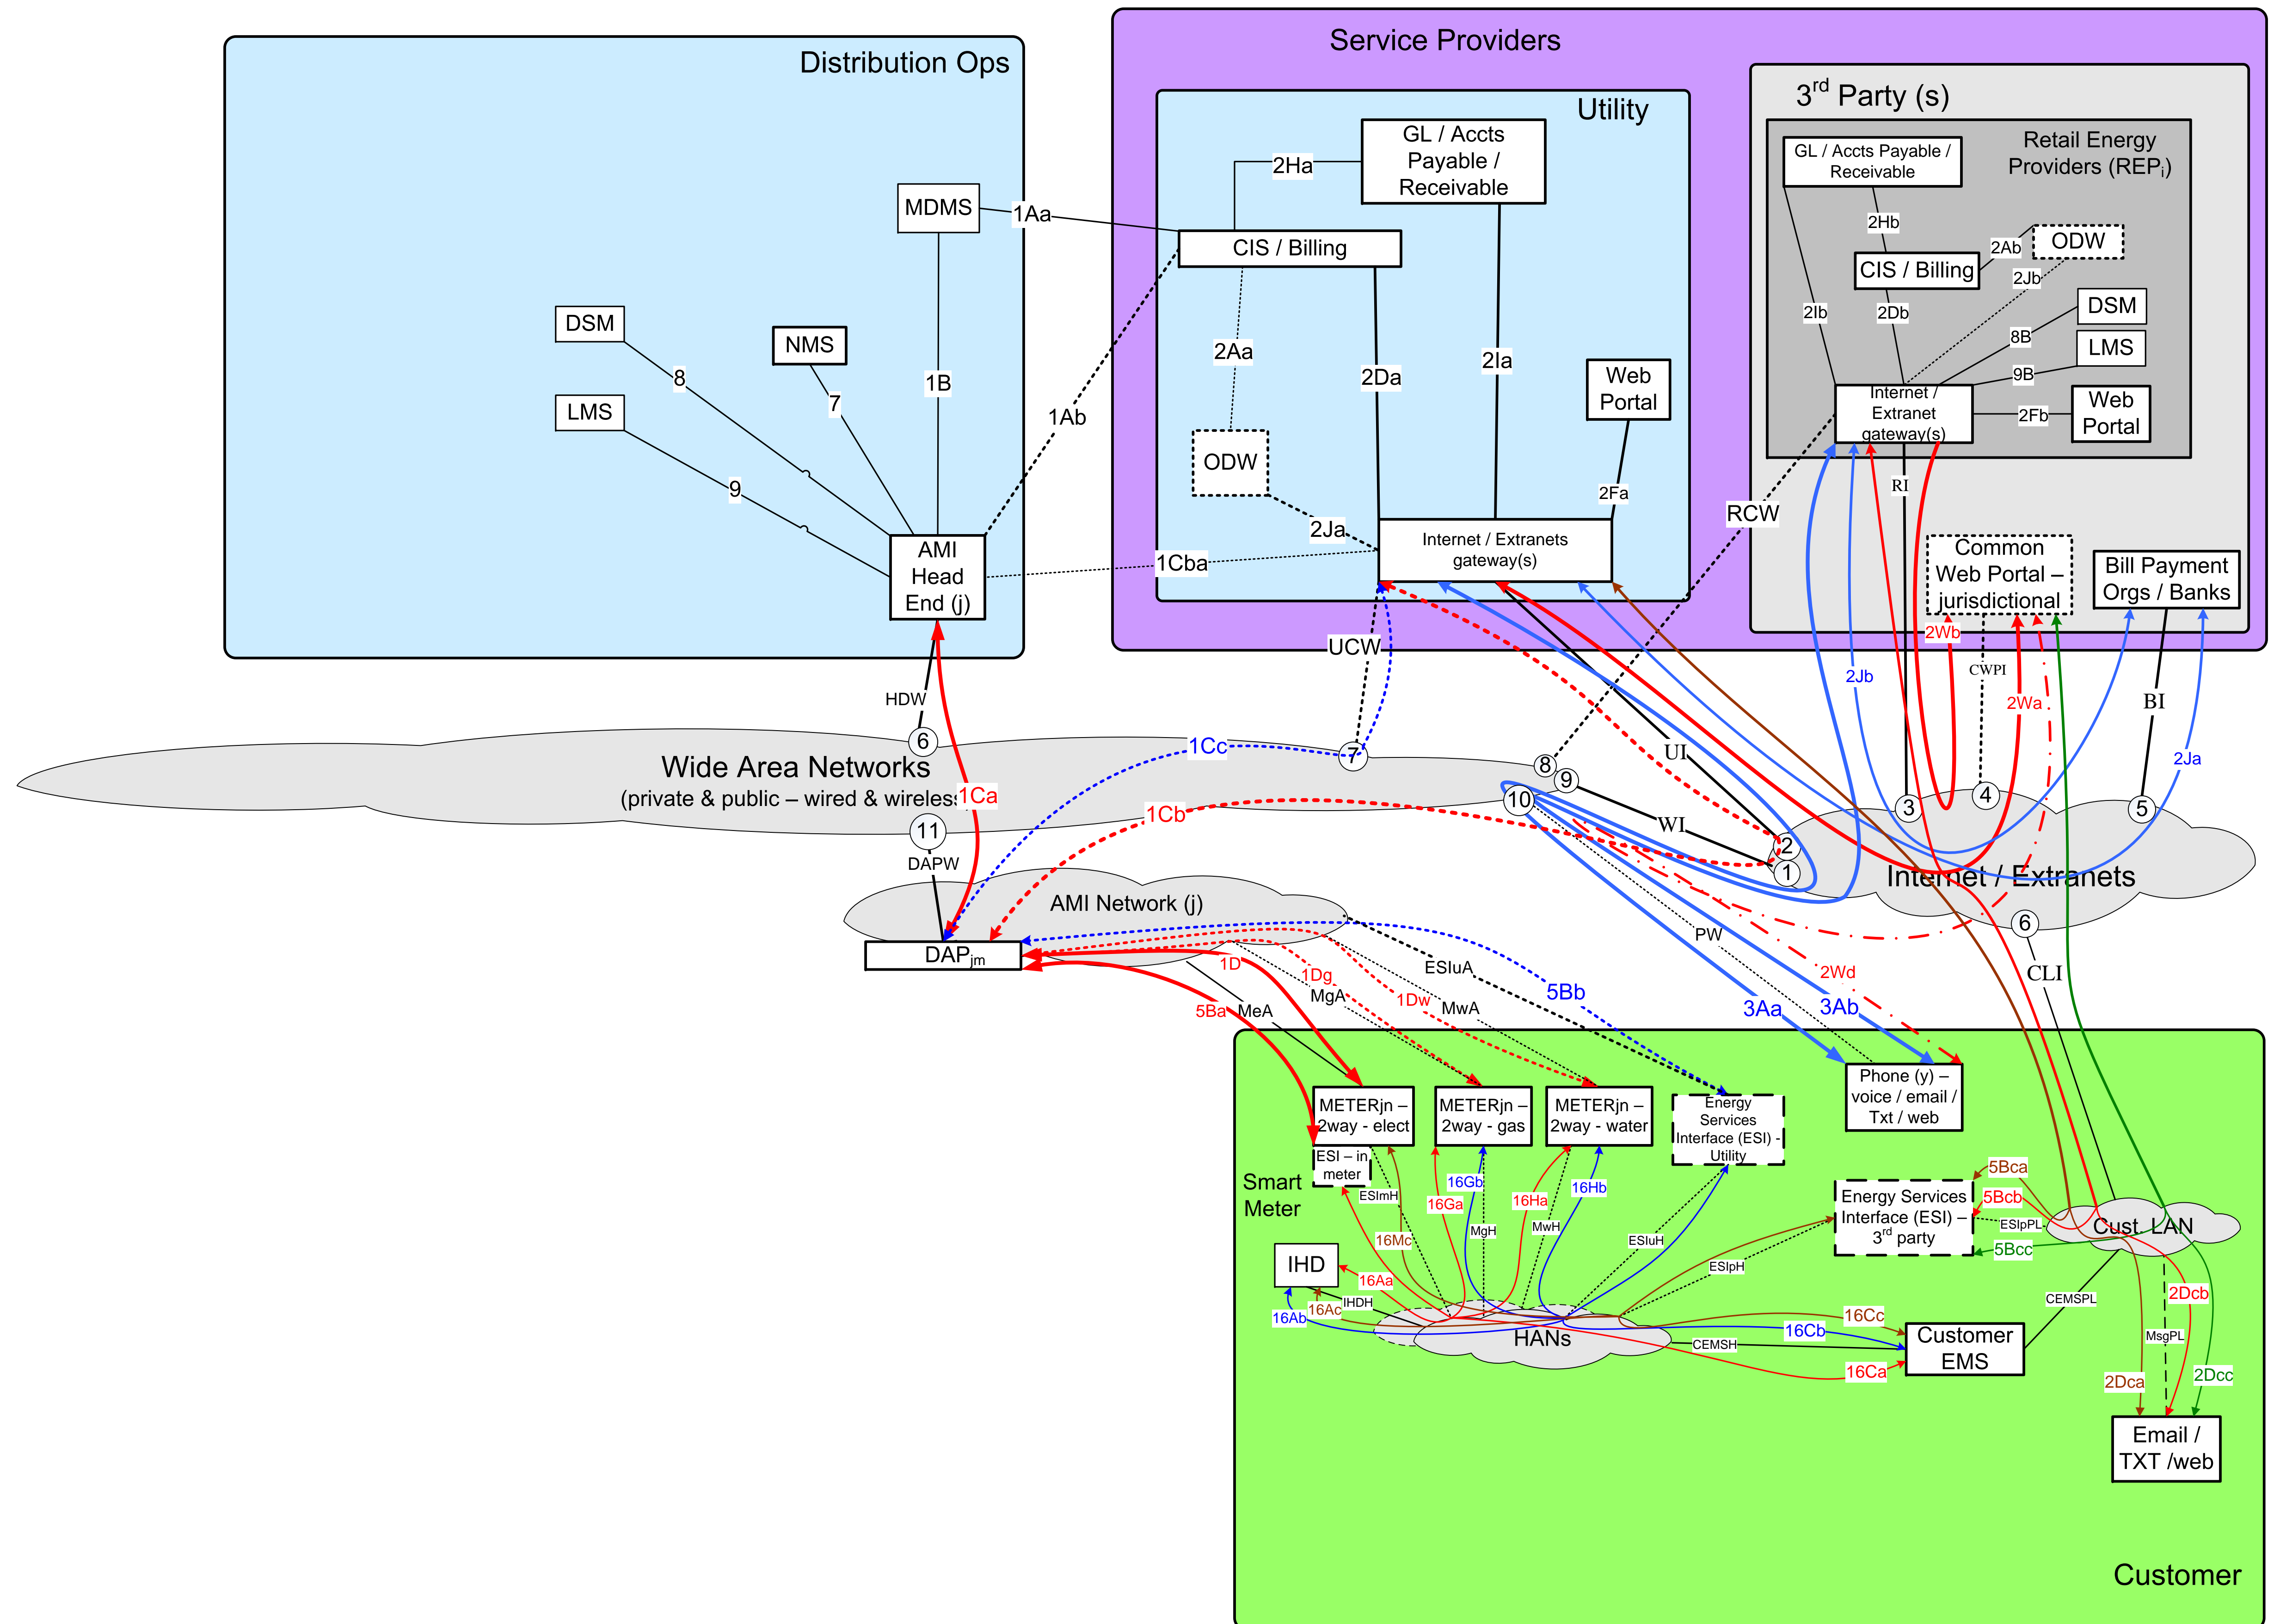 Distribution Ops
MDMS
1Aa
DSM
NMS
8
1B
7
LMS
9
1Ab
AMI
Head
End (j)
Service Providers
Utility
GL / Accts
Payable /
Receivable
2Ha
CIS / Billing
2Aa
2Da
2Ia
Web
Portal
ODW
2Fa
2Ja
1Cba
Internet / Extranets
gateway(s)
3rd Party (s)
Retail Energy
Providers (REPi)
GL / Accts Payable /
Receivable
2Hb
2Ab
ODW
CIS / Billing
2Jb
2Ib
2Db
DSM
8B
LMS
9B
Internet /
Extranet
gateway(s)
2Fb
Web
Portal
RI
RCW
Common
Web Portal –
jurisdictional
Bill Payment
Orgs / Banks
2Wb
UCW
CWPI
2Jb
2Wa
BI
HDW
6
1Cc
7
UI
2Ja
8
9
Wide Area Networks
(private & public – wired & wireless
1Ca
10
3
4
5
1Cb
WI
11
2
1
DAPW
Internet / Extranets
AMI Network (j)
6
PW
DAPjm
1D
ESIuA
CLI
1Dg
MgA
2Wd
5Bb
1Dw
MwA
5Ba
MeA
3Aa
3Ab
Phone (y) –
voice / email /
Txt / web
METERjn –
2way - elect
METERjn –
2way - gas
METERjn –
2way - water
Energy
Services
Interface (ESI) -
Utility
ESI – in
meter
Smart
Meter
ESImH
16Gb
16Ga
16Ha
16Hb
5Bca
5Bcb
Energy Services
Interface (ESI) –
3rd party
ESIpPL
Cust. LAN
MgH
MwH
16Mc
ESIuH
5Bcc
IHD
ESIpH
16Aa
IHDH
16Ac
16Ab
2Dcb
CEMSPL
16Cc
16Cb
HANs
CEMSH
Customer
EMS
MsgPL
16Ca
2Dca
2Dcc
Email /
TXT /web
Customer